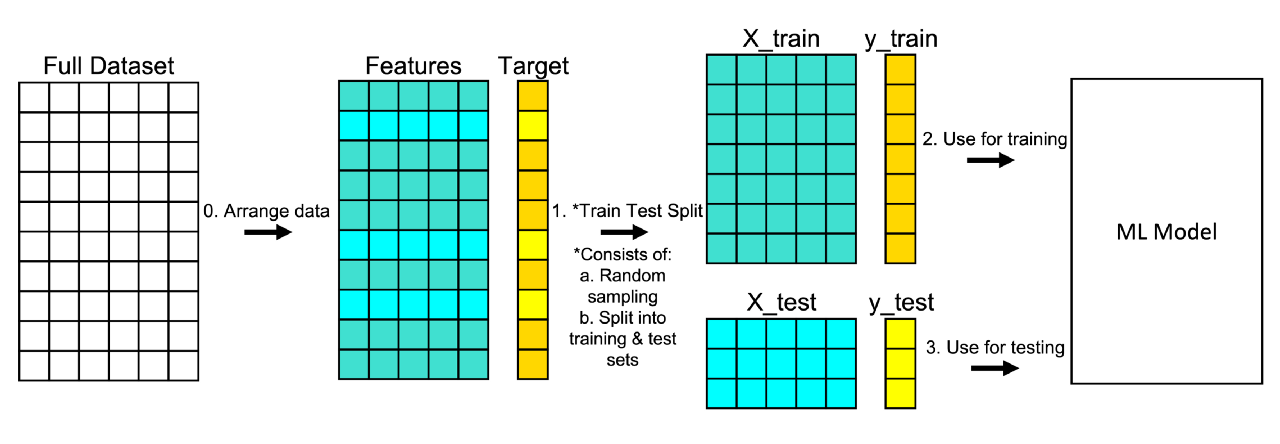 Full Dataset
0. Arrange data
Features
Target
1. *Train Test Split
*Consists of:
a. Random
sampling
b. Split into
training & test
sets
X_train
y_train
2. Use for training
X_test
y_test
3. Use for testing
ML Model